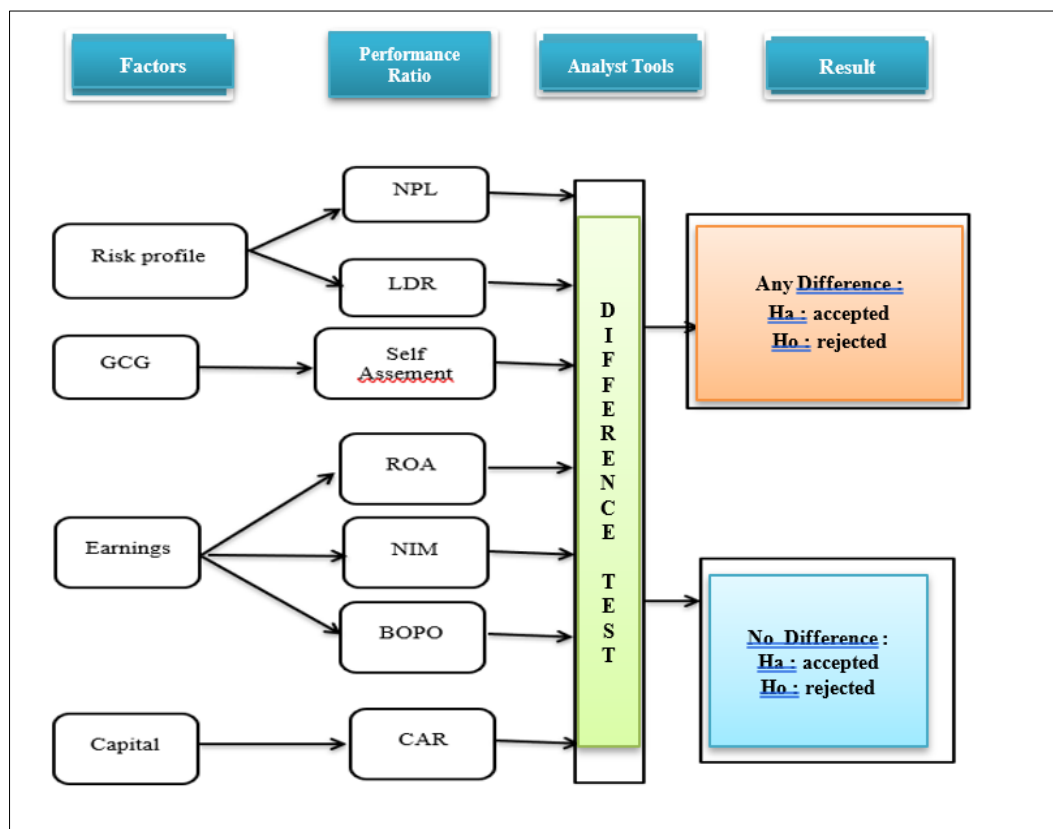 Factors
Performance
Ratio
Analyst Tools
Result
NPL
Risk profile
LDR
GCG
Self
Assement
ROA
Earnings
NIM
BOPO
Capital
CAR
D
I
F
F
E
R
E
N
C
E
T
E
S
T
Any Difference :
Ha : accepted
Ho : rejected
No Difference :
Ha : accepted
Ho : rejected